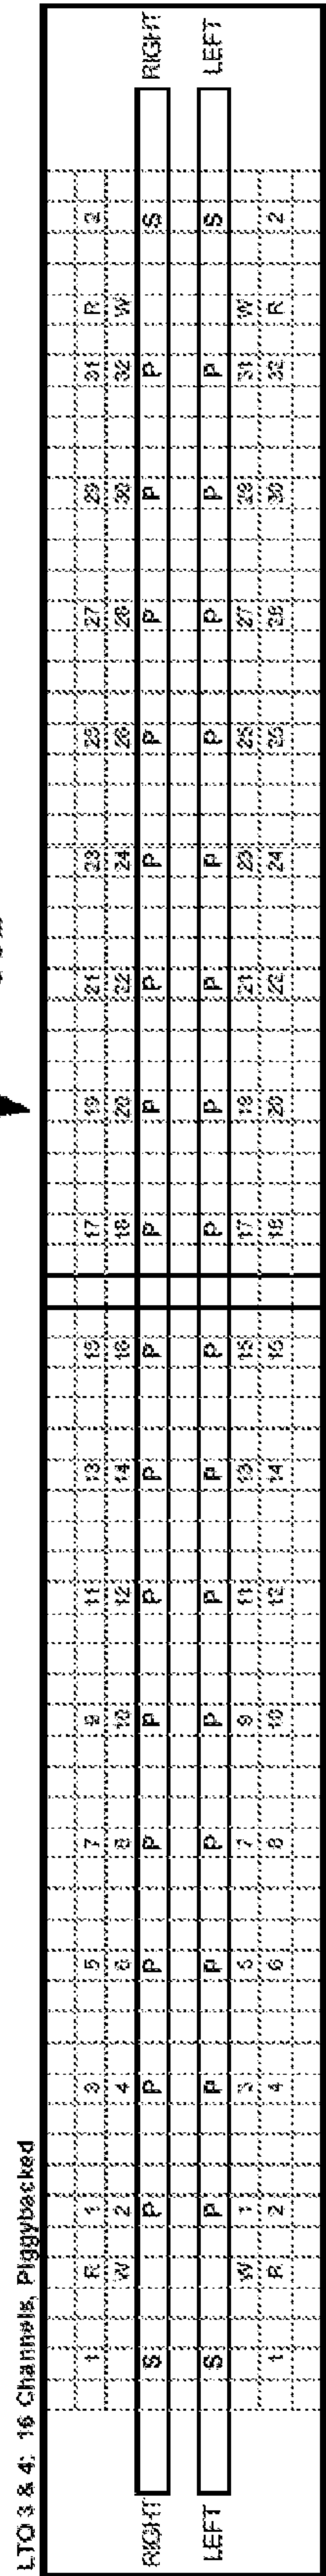 LTO 3 & 4: 16 Channels, Piggybacked
1 R 1 3 5 7 9 11 13 15 17 19 21 23 25 27 29 31 R 2
W 2 4 6 8 10 12 14 16 18 20 22 24 26 28 30 32 W
RIGHT S P P P P P P P P P P P P P P P P S RIGHT
LEFT S P P P P P P P P P P P P P P P P S LEFT
W 1 3 5 7 9 11 13 15 17 19 21 23 25 27 29 31 W
1 R 2 4 6 8 10 12 14 16 18 20 22 24 26 28 30 32 R 2